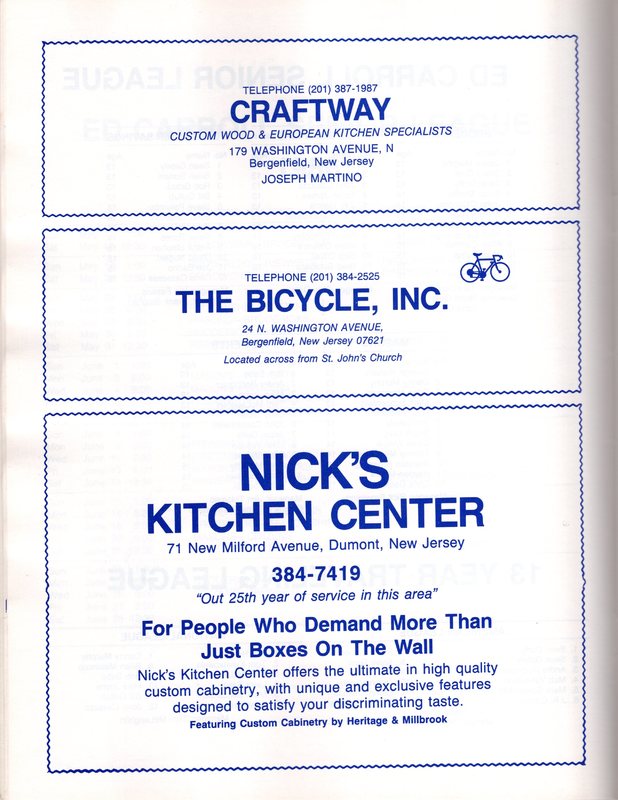 TELEPHONE (201) 387-1987
CRAFTWAY
CUSTOM WOOD & EUROPEAN KITCHEN SPECIALISTS
179 WASHINGTON AVENUE, N
Bergenfield, New Jersey
JOSEPH MARTINO
TELEPHONE (201) 384-2525
THE BICYCLE, INC.
24 N. WASHINGTON AVENUE,
Bergenfield, New Jersey 07621
Located across from St. John's Church
NICK'S
KITCHEN CENTER
71 New Milford Avenue, Dumont, New Jersey
384-7419
"Out 25th year of service in this area"
For People Who Demand More Than
Just Boxes On The Wall
Nick's Kitchen Center offers the ultimate in high quality
custom cabinetry, with unique and exclusive features
designed to satisfy your discriminating taste.
Featuring Custom Cabinetry by Heritage & Millbrook